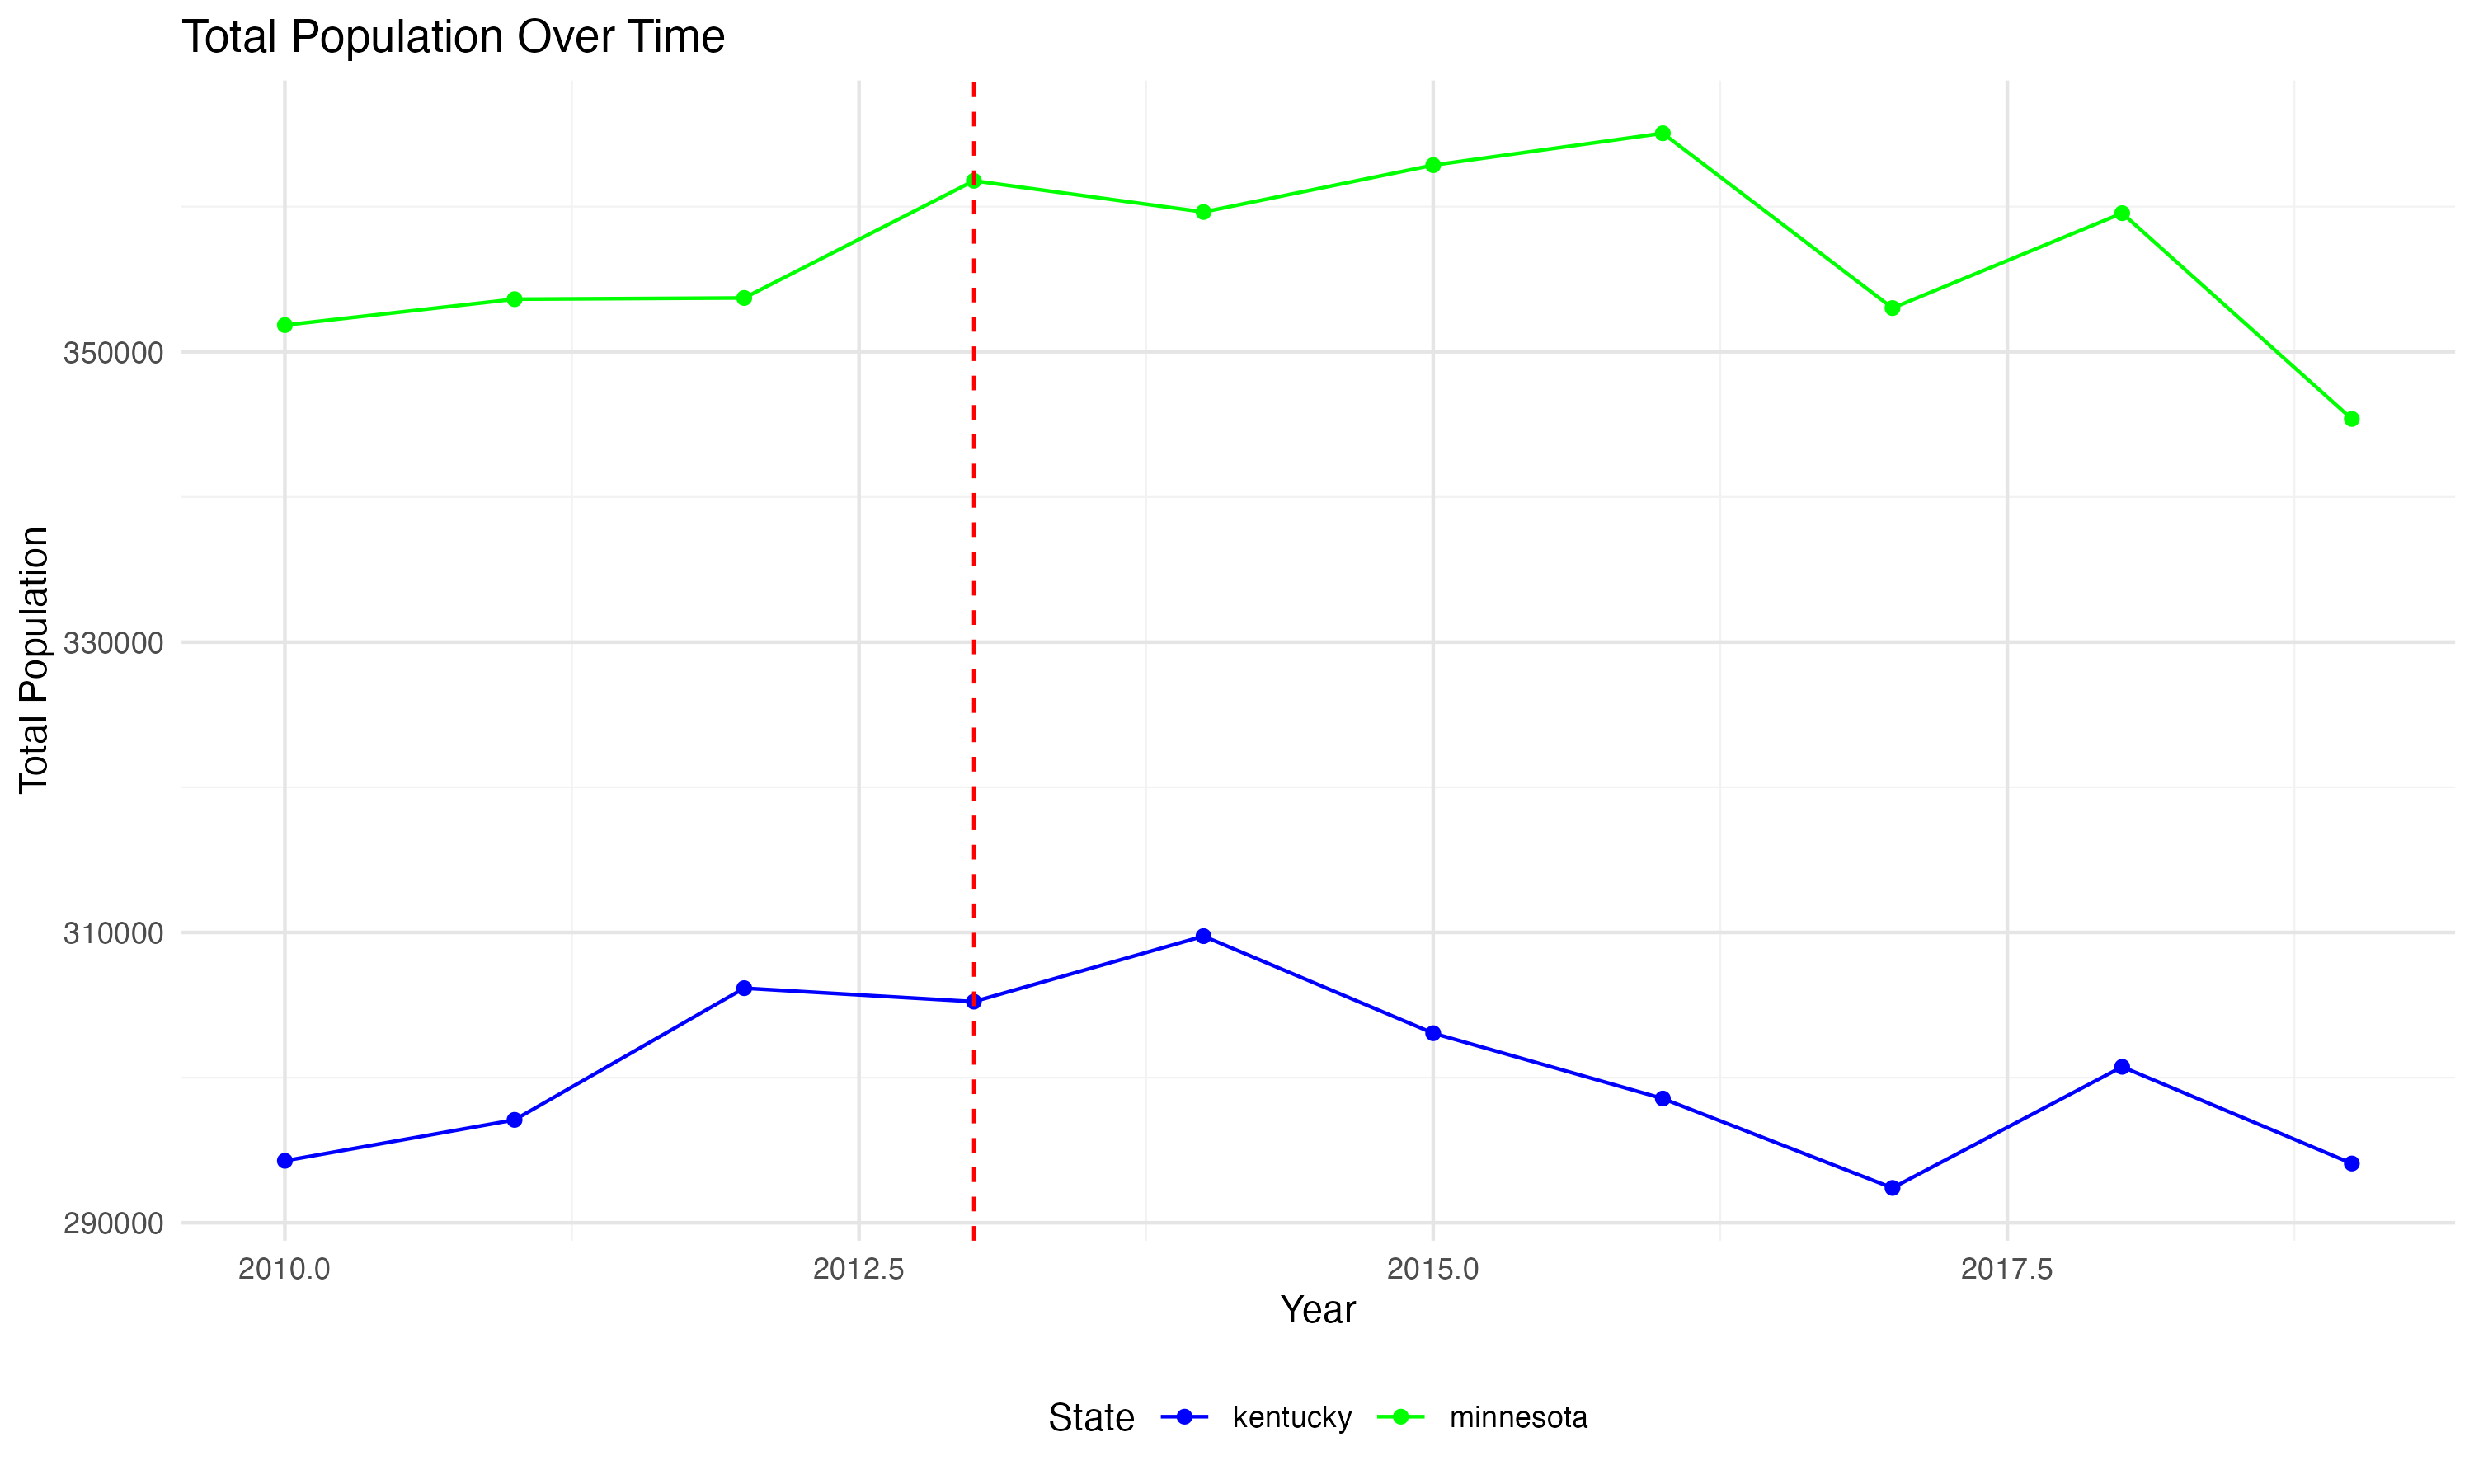 Total Population Over Time
Total Population
350000
330000
310000
290000
2010.0 2012.5 2015.0 2017.5
Year
State kentucky minnesota